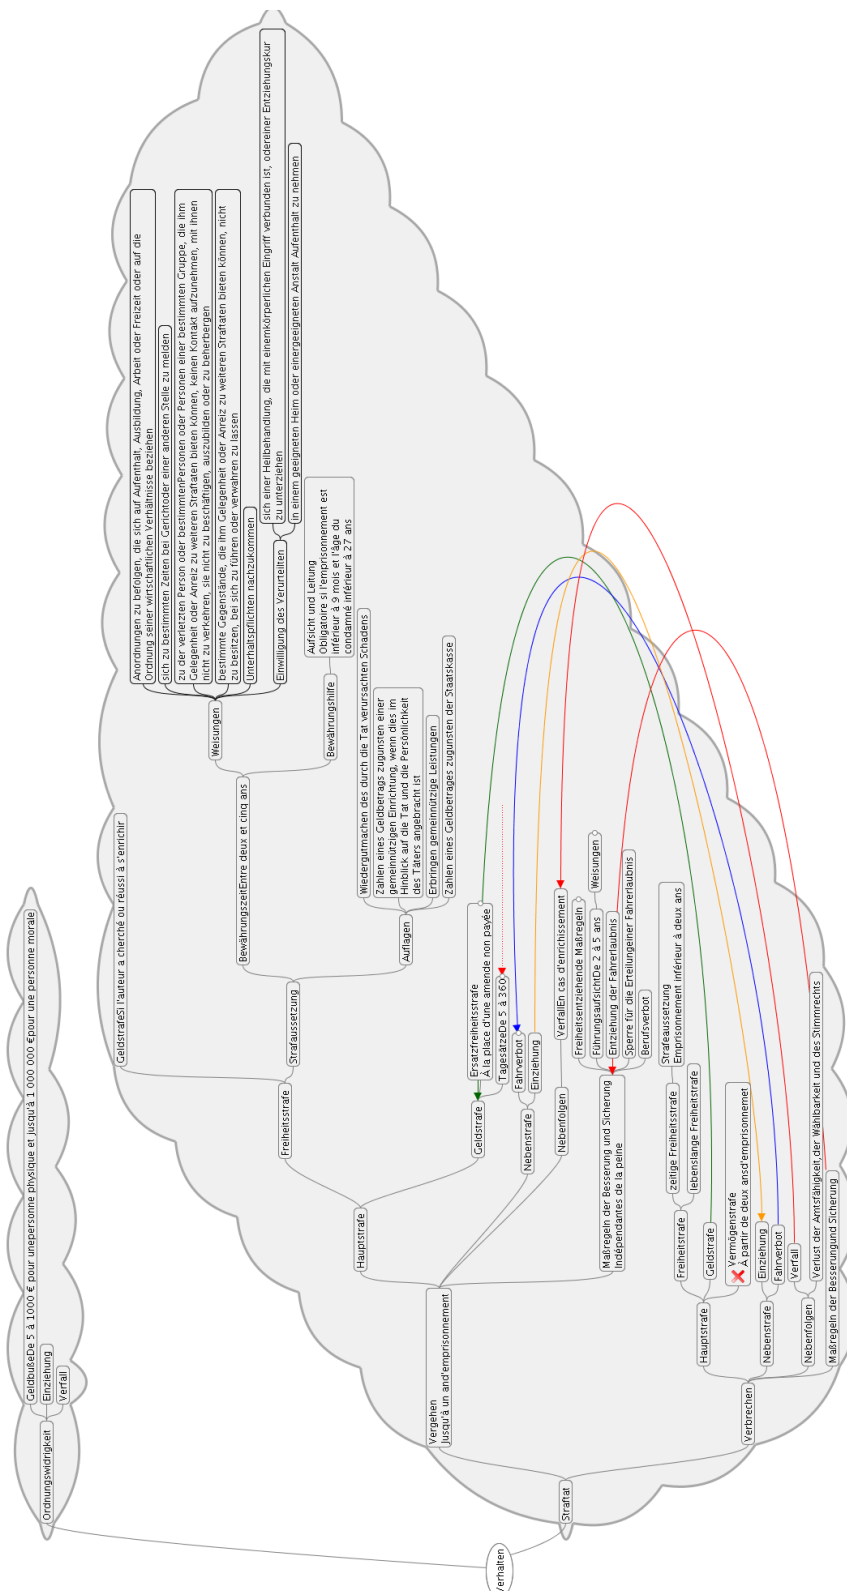 Verhalten
Ordnungswidrigkeit
GeldbußeDe 5 à 1000 € pour unepersonne physique et jusqu'à 1 000 000 €pour une personne morale
Einziehung
Verfall
Straftat
Vergehen
Jusqu'à un and'emprisonnement
Hauptstrafe
Freiheitsstrafe
GeldstrafeSi l'auteur a cherché ou réussi à s'enrichir
Strafaussetzung
BewährungszeitEntre deux et cinq ans
Weisungen
Anordnungen zu befolgen, die sich auf Aufenthalt, Ausbildung, Arbeit oder Freizeit oder auf die
Ordnung seiner wirtschaftlichen Verhältnisse beziehen
sich zu bestimmten Zeiten bei Gerichtoder einer anderen Stelle zu melden
zu der verletzten Person oder bestimmtenPersonen oder Personen einer bestimmten Gruppe, die ihm
Gelegenheit oder Anreiz zu weiteren Straftaten bieten können, keinen Kontakt aufzunehmen, mit ihnen
nicht zu verkehren, sie nicht zu beschäftigen, auszubilden oder zu beherbergen
bestimmte Gegenstände, die ihm Gelegenheit oder Anreiz zu weiteren Straftaten bieten können, nicht
zu besitzen, bei sich zu führen oder verwahren zu lassen
Unterhaltspflichten nachzukommen
Einwilligung des Verurteilten
sich einer Heilbehandlung, die mit einemkörperlichen Eingriff verbunden ist, odereiner Entziehungskur
zu unterziehen
in einem geeigneten Heim oder einergeeigneten Anstalt Aufenthalt zu nehmen
Bewährungshilfe
Aufsicht und Leitung
Obligatoire si l'emprisonnement est
inférieur à 9 mois et l'âge du
condamné inférieur à 27 ans
Auflagen
Wiedergutmachen des durch die Tat verursachten Schadens
Zahlen eines Geldbetrags zugunsten einer
gemeinnützigen Einrichtung, wenn dies im
Hinblick auf die Tat und die Persönlichkeit
des Täters angebracht ist
Erbringen gemeinnützige Leistungen
Zahlen eines Geldbetrages zugunsten der Staatskasse
Geldstrafe
Ersatzfreiheitsstrafe
À la place d'une amende non payée
TagesätzeDe 5 à 360
Nebenstrafe
Fahrverbot
Einziehung
Nebenfolgen
VerfallEn cas d'enrichissement
Maßregeln der Besserung und Sicherung
Indépendantes de la peine
Freiheitsentziehende Maßregeln
FührungsaufsichtDe 2 à 5 ans
Weisungen
Entziehung der Fahrerlaubnis
Sperre für die Erteilungeiner Fahrerlaubnis
Berufsverbot
Verbrechen
Hauptstrafe
Freiheitstrafe
zeitige Freiheitsstrafe
Strafeaussetzung
Emprisonnement inférieur à deux ans
lebenslange Freiheitstrafe
Geldstrafe
Vermögenstrafe
À partir de deux ansd'emprisonnemet
Nebenstrafe
Einziehung
Fahrverbot
Nebenfolgen
Verfall
Verlust der Amtsfähigkeit,der Wählbarkeit und des Stimmrechts
Maßregeln der Besserungund Sicherung